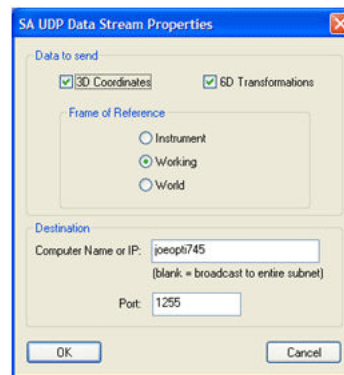 SA UDP Data Stream Properties
Data to send
3D Coordinates
6D Transformations
Frame of Reference
Instrument
Working
World
Destination
Computer Name or IP: joeopti745
(blank = broadcast to entire subnet)
Port: 1255
OK
Cancel